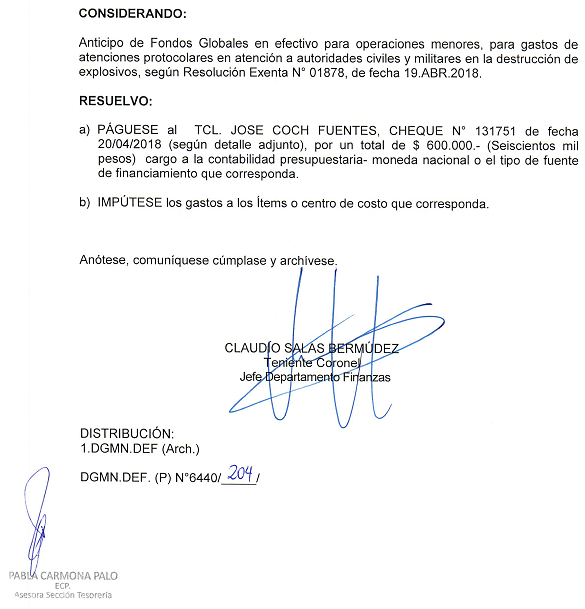 CONSIDERANDO:
Anticipo de Fondos Globales en efectivo para operaciones menores, para gastos de
atenciones protocolares en atención a autoridades civiles y militares en la destrucción de
explosivos, según Resolución Exenta N° 01878, de fecha 19.ABR.2018.
RESUELVO:
a) PÁGUESE al TCL. JOSE COCH FUENTES, CHEQUE N° 131751 de fecha
20/04/2018 (según detalle adjunto), por un total de $ 600.000.- (Seiscientos mil
pesos) cargo a la contabilidad presupuestaria- moneda nacional o el tipo de fuente
de financiamiento que corresponda.
b) IMPÚTESE los gastos a los Ítems o centro de costo que corresponda.
Anótese, comuníquese cúmplase y archívese.
CLAUDIO SALAS BERMÚDEZ
Teniente Coronel
Jefe Departamento Finanzas
DISTRIBUCIÓN:
1.DGMN.DEF (Arch.)
DGMN.DEF. (P) N°6440/ 204 /
PABLA CARMONA PALO
ECP.
Asesora Sección Tesorería